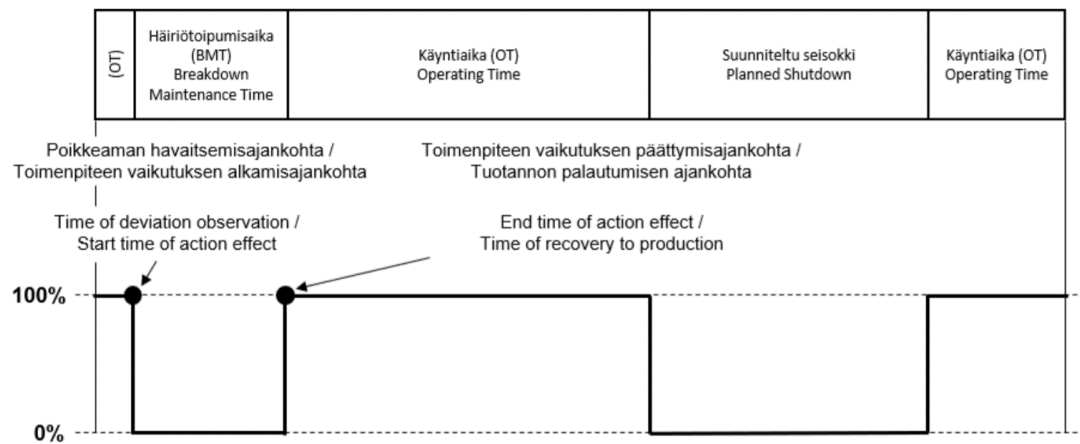 (OT)
Häiriötoipumisaika
(BMT)
Breakdown
Maintenance Time
Käyntiaika (OT)
Operating Time
Suunniteltu seisokki
Planned Shutdown
Käyntiaika (OT)
Operating Time
Poikkeaman havaitsemisajankohta /
Toimenpiteen vaikutuksen alkamisajankohta
Toimenpiteen vaikutuksen päättymisajankohta /
Tuotannon palautumisen ajankohta
Time of deviation observation /
Start time of action effect
End time of action effect /
Time of recovery to production
100%
0%